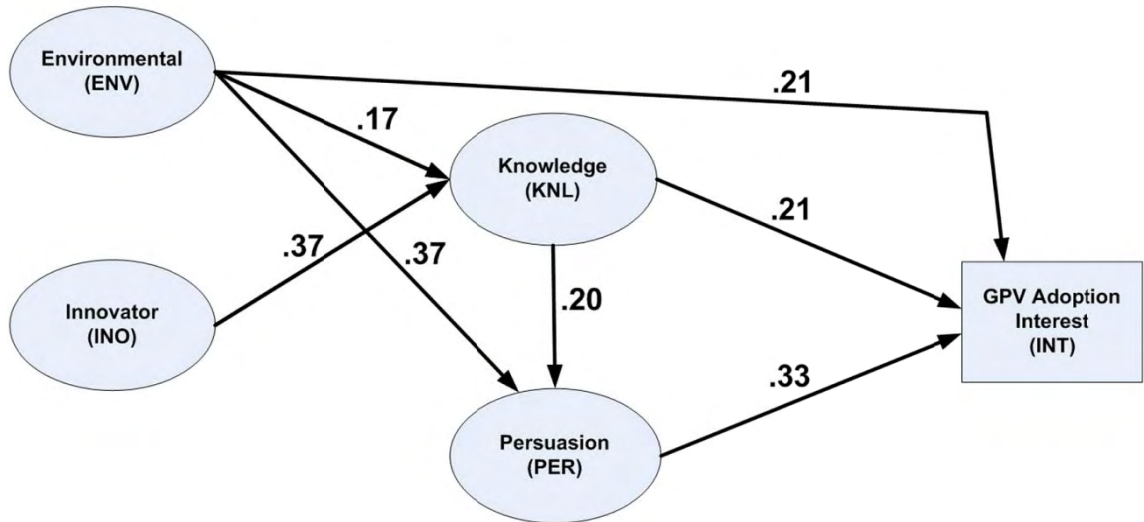 Environmental
(ENV)
.21
.17
Knowledge
(KNL)
.21
.37
.37
Innovator
(INO)
.20
GPV Adoption
Interest
(INT)
.33
Persuasion
(PER)